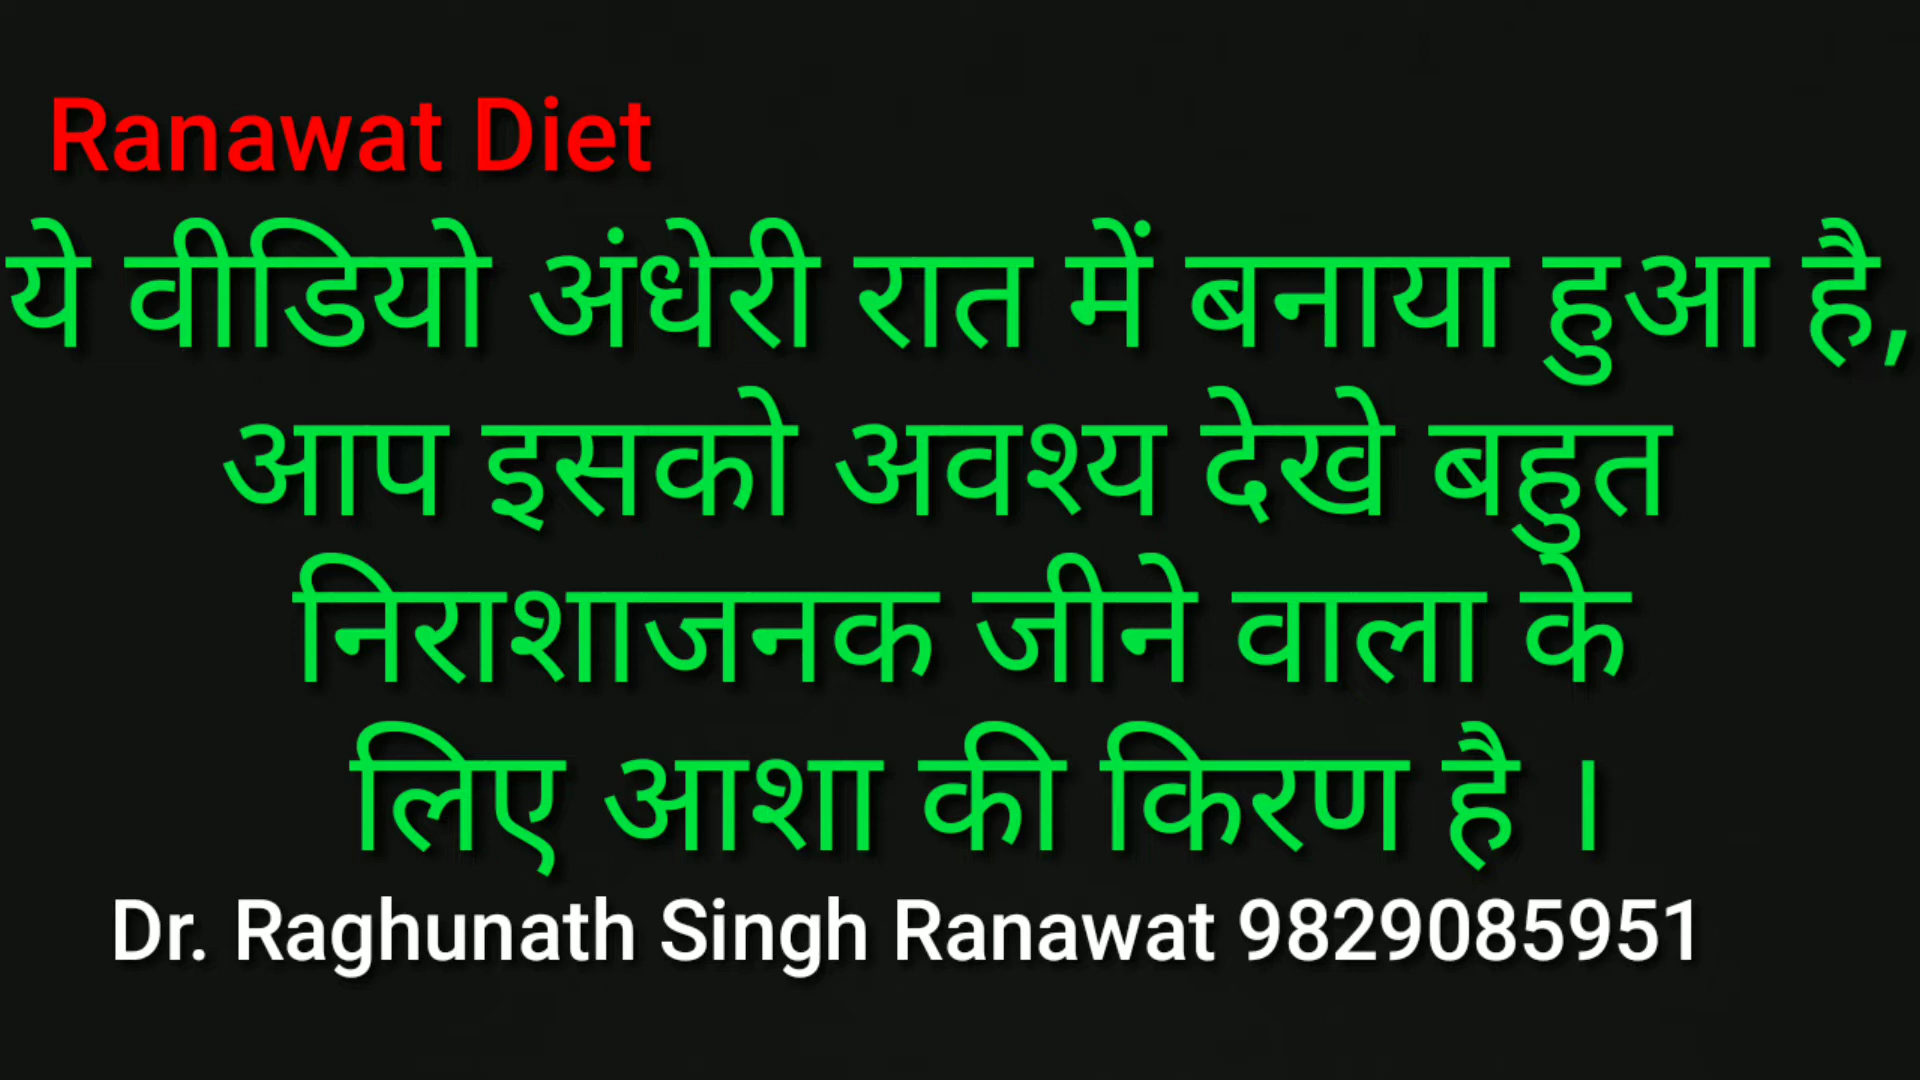 Ranawat Diet
ये वीडियो अंधेरी रात में बनाया हुआ है,
आप इसको अवश्य देखे बहुत
निराशाजनक जीने वाला के
लिए आशा की किरण है ।
Dr. Raghunath Singh Ranawat 9829085951